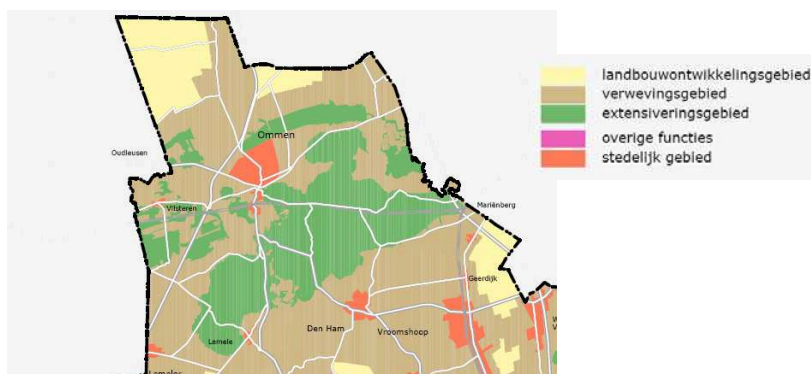 landbouwontwikkelingsgebied
verwevingsgebied
extensiveringsgebied
overige functies
stedelijk gebied
Ommen
Oudleusen
Vilsteren
Mariënberg
Geerdijk
Den Ham
Vroomshoop
Lemele